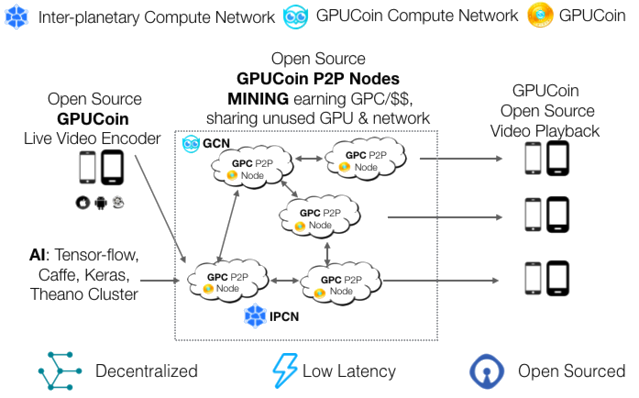 Inter-planetary Compute Network
GPUCoin Compute Network
GPUCoin
Open Source
GPUCoin P2P Nodes
MINING earning GPC/$$,
sharing unused GPU & network
Open Source
GPUCoin
Live Video Encoder
GPUCoin
Open Source
Video Playback
GCN
GPC P2P
Node
GPC P2P
Node
GPC P2P
Node
AI: Tensor-flow,
Caffe, Keras,
Theano Cluster
GPC P2P
Node
GPC P2P
Node
IPCN
Decentralized
Low Latency
Open Sourced